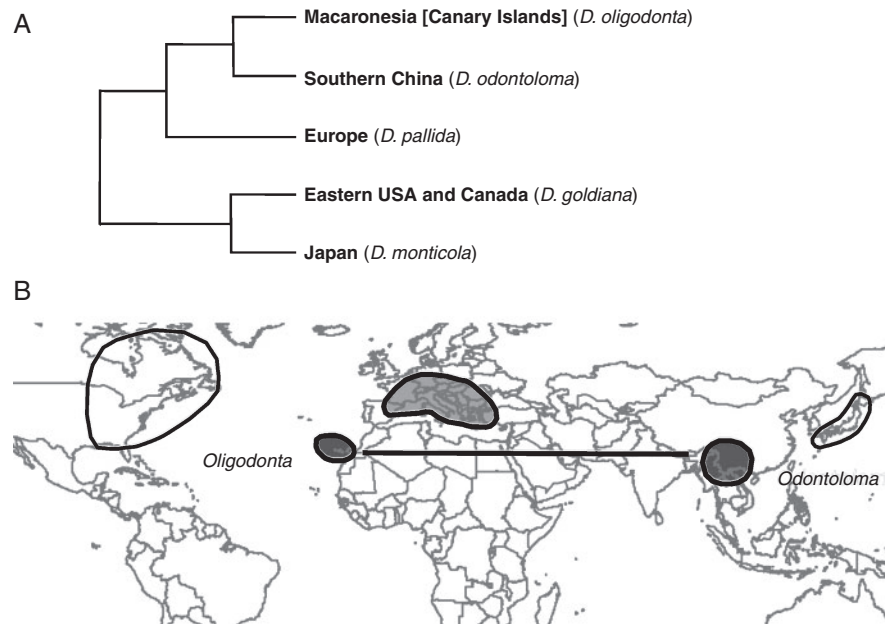 A
Macaronesia [Canary Islands] (D. oligodonta)
Southern China (D. odontoloma)
Europe (D. pallida)
Eastern USA and Canada (D. goldiana)
Japan (D. monticola)
B
Oligodonta
Odontoloma